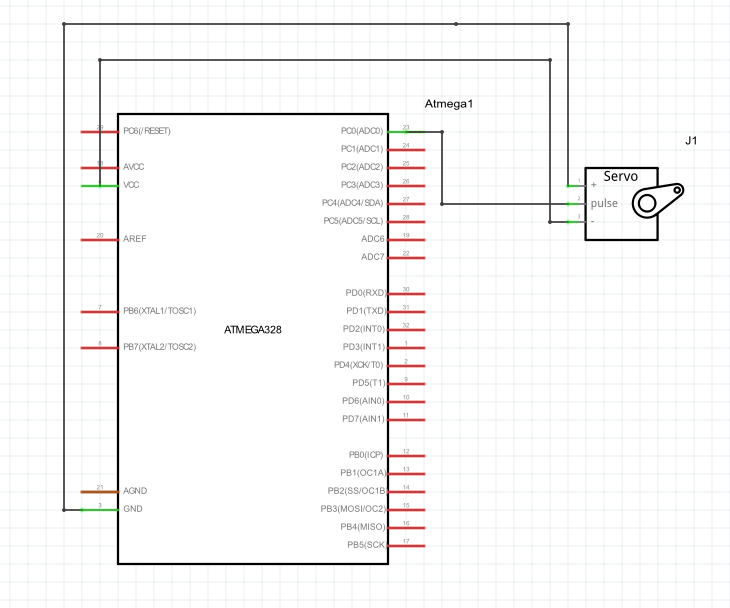 Atmega1
J1
29 PC6(/RESET)
18 AVCC
VCC
20 AREF
7 PB6(XTAL1/TOSC1)
8 PB7(XTAL2/TOSC2)
21 AGND
3 GND
ATMEGA328
PC0(ADC0) 23
PC1(ADC1) 24
PC2(ADC2) 25
PC3(ADC3) 26
PC4(ADC4/SDA) 27
PC5(ADC5/SCL) 28
ADC6 19
ADC7 22
PD0(RXD) 30
PD1(TXD) 31
PD2(INT0) 32
PD3(INT1) 1
PD4(XCK/T0) 2
PD5(T1) 9
PD6(AIN0) 10
PD7(AIN1) 11
PB0(ICP) 12
PB1(OC1A) 13
PB2(SS/OC1B 14
PB3(MOSI/OC2) 15
PB4(MISO) 16
PB5(SCK 17
Servo
1 +
2 pulse
3 -